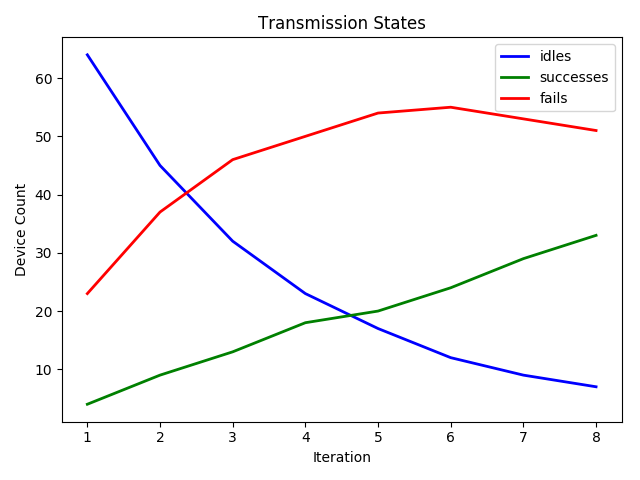 Transmission States
idles
successes
fails
Device Count
60
50
40
30
20
10
1 2 3 4 5 6 7 8
Iteration